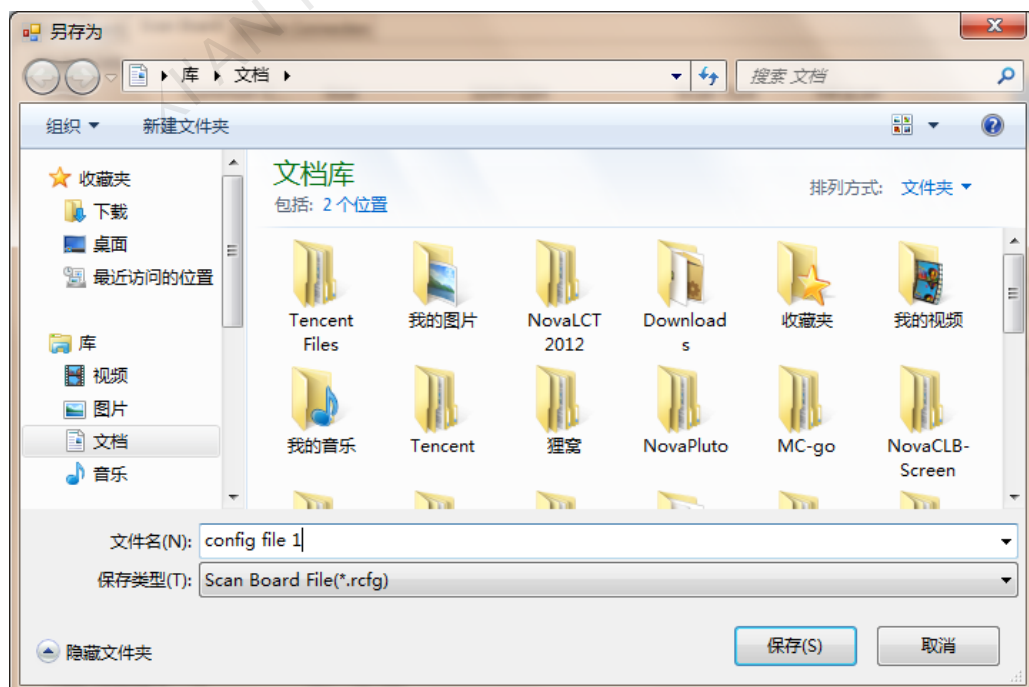 另存为
库 文档
搜索 文档
组织 新建文件夹
收藏夹
下载
桌面
最近访问的位置
库
视频
图片
文档
音乐
文档库
包括: 2 个位置
排列方式: 文件夹
Tencent
Files
我的图片
NovaLCT
2012
Download
s
收藏夹
我的视频
我的音乐
Tencent
狸窝
NovaPluto
MC-go
NovaCLB-
Screen
文件名(N): config file 1
保存类型(T): Scan Board File(*.rcfg)
隐藏文件夹
保存(S)
取消